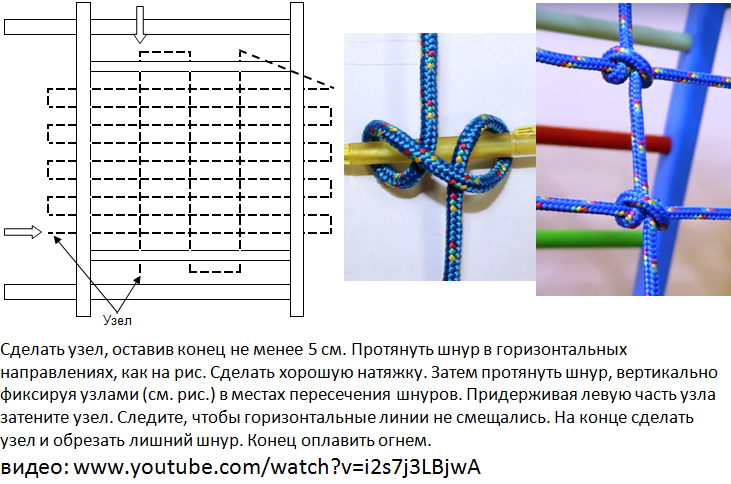 Узел
Сделать узел, оставив конец не менее 5 см. Протянуть шнур в горизонтальных
направлениях, как на рис. Сделать хорошую натяжку. Затем протянуть шнур, вертикально
фиксируя узлами (см. рис.) в местах пересечения шнуров. Придерживая левую часть узла
затените узел. Следите, чтобы горизонтальные линии не смещались. На конце сделать
узел и обрезать лишний шнур. Конец оплавить огнем.
видео: www.youtube.com/watch?v=i2s7j3LBjwA